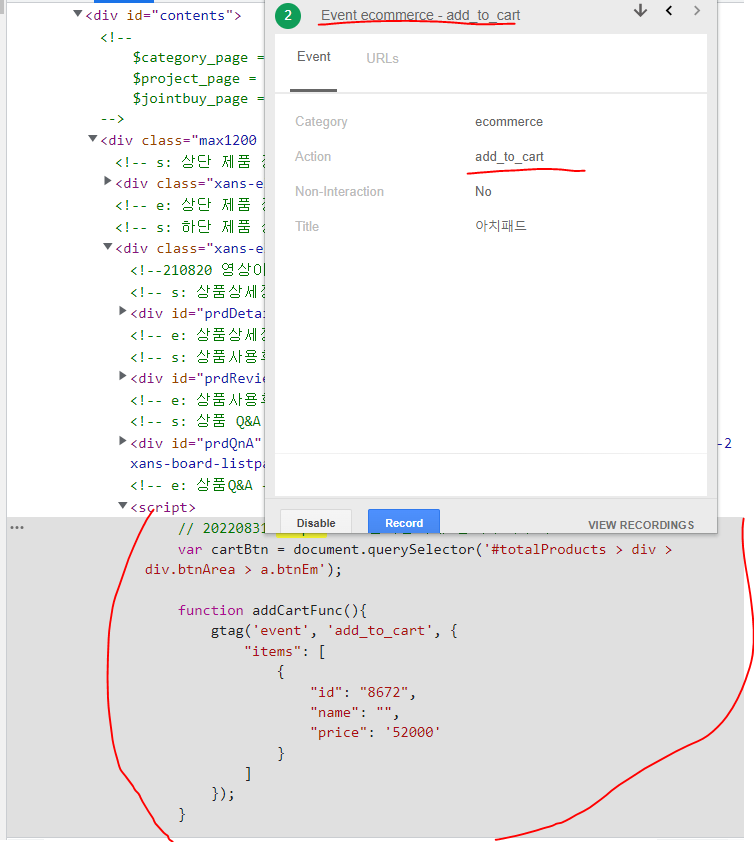 <div id="contents">
<!--
$category_page =
$project_page =
$jointbuy_page =
-->
<div class="max1200
<!-- s: 상단 제품
<div class="xans-e
<!-- e: 상단 제품
<!-- s: 하단 제품
<div class="xans-e
<!--210820 영상
<!-- s: 상품상세
<div id="prdDeta
<!-- e: 상품상세
<!-- s: 상품사용
<div id="prdRevie
<!-- e: 상품사용
<!-- s: 상품 Q&A
<div id="prdQnA"
-2
xans-board-listpa
<!-- e: 상품Q&A
<script>
2
Event ecommerce - add_to_cart
Event
URLs
Category
ecommerce
Action
add_to_cart
Non-Interaction
No
Title
아치패드
Disable
Record
VIEW RECORDINGS
...
// 20220831
var cartBtn = document.querySelector('#totalProducts > div >
div.btnArea > a.btnEm');
function addCartFunc(){
gtag('event', 'add_to_cart', {
"items": [
{
"id": "8672",
"name": "",
"price": '52000'
}
]
});
}